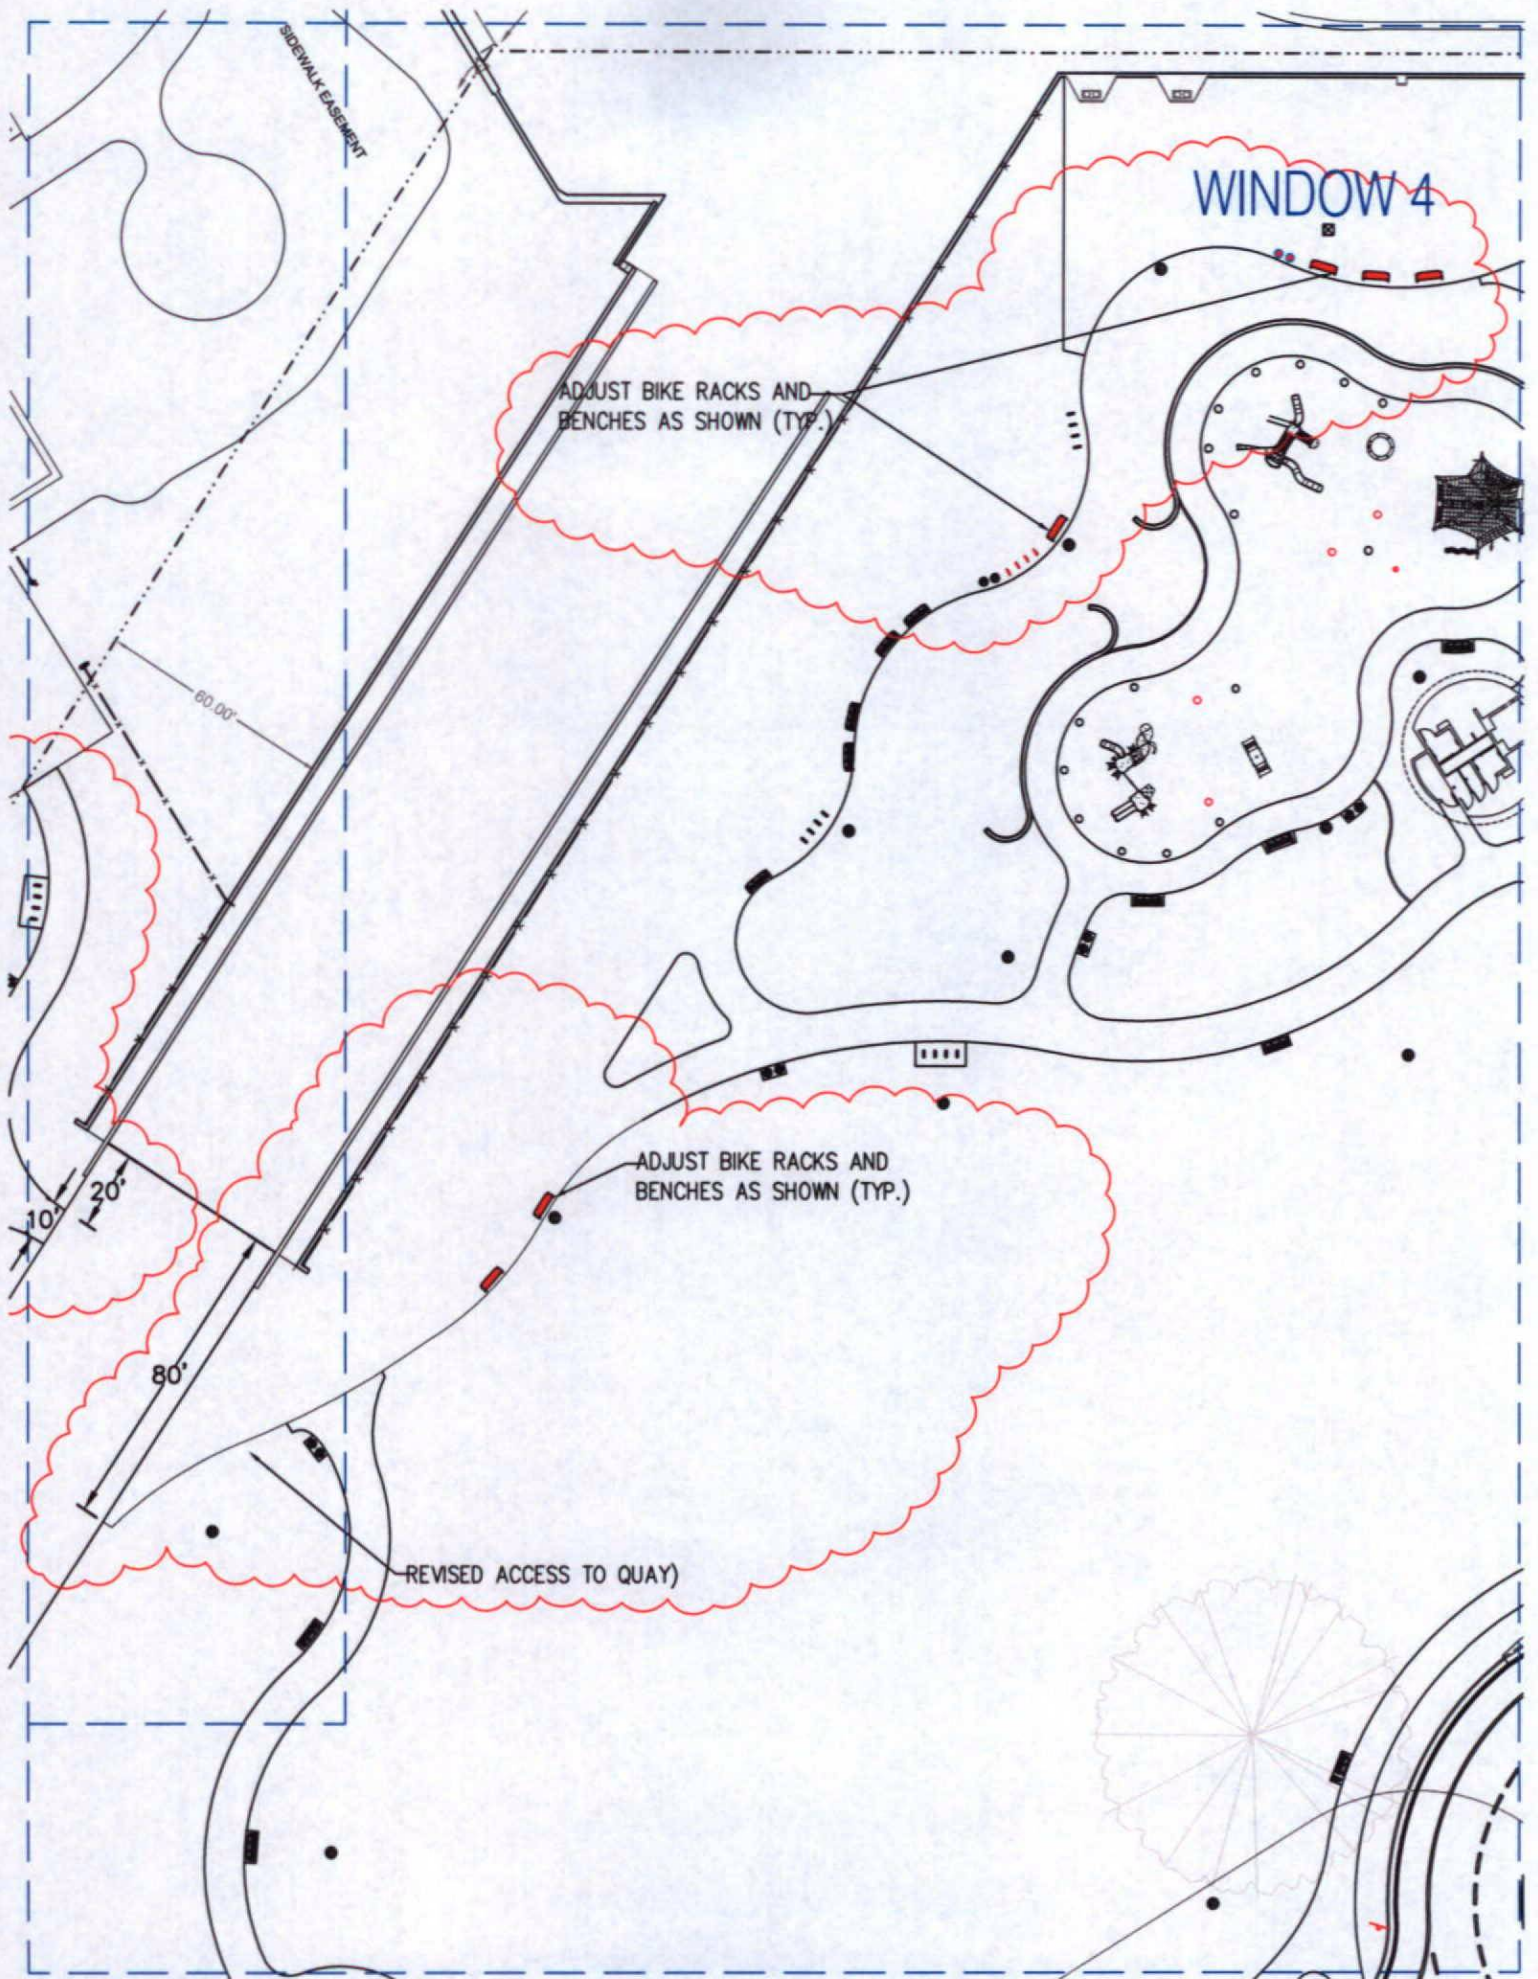 SIDEWALK EASEMENT
WINDOW 4
ADJUST BIKE RACKS AND
BENCHES AS SHOWN (TYP.)
60.00'
ADJUST BIKE RACKS AND
BENCHES AS SHOWN (TYP.)
20'
10'
80'
REVISED ACCESS TO QUAY)